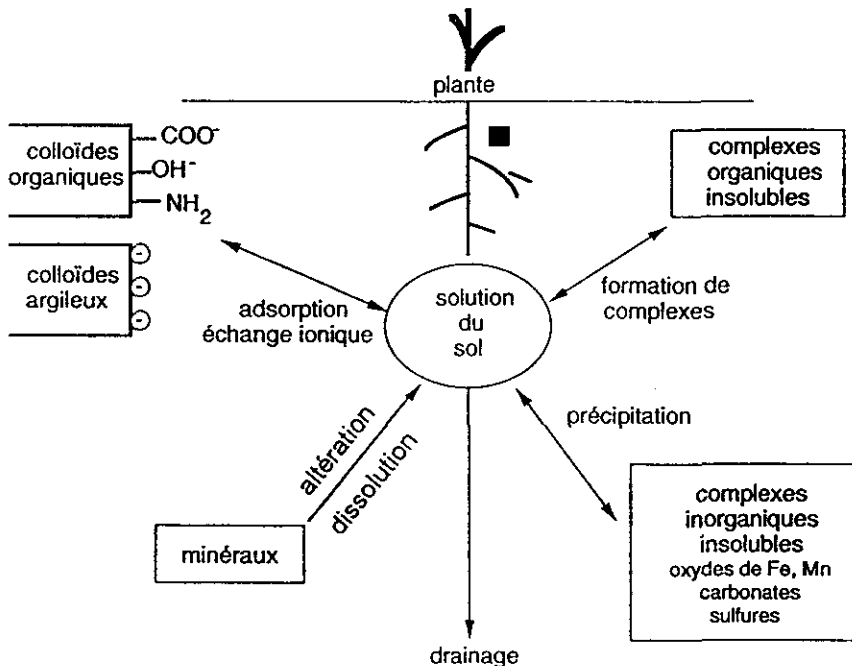 plante
colloïdes
organiques
COO⁻
OH⁻
NH₂
complexes
organiques
insolubles
colloïdes
argileux
-
-
-
adsorption
échange ionique
solution
du
sol
formation de
complexes
altération
dissolution
précipitation
minéraux
complexes
inorganiques
insolubles
oxydes de Fe, Mn
carbonates
sulfures
drainage